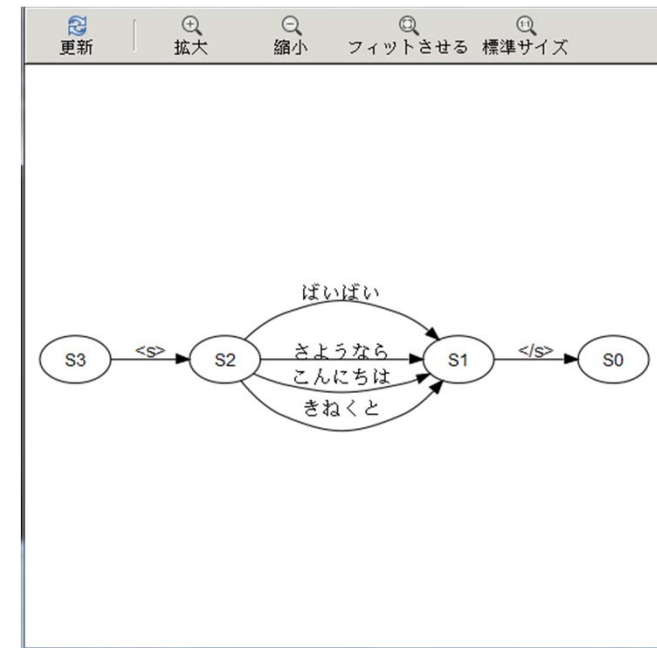 更新 拡大 縮小 フィットさせる 標準サイズ
ばいばい
S3 <s> S2 さようなら S1 </s> S0
こんにちは
きねくと